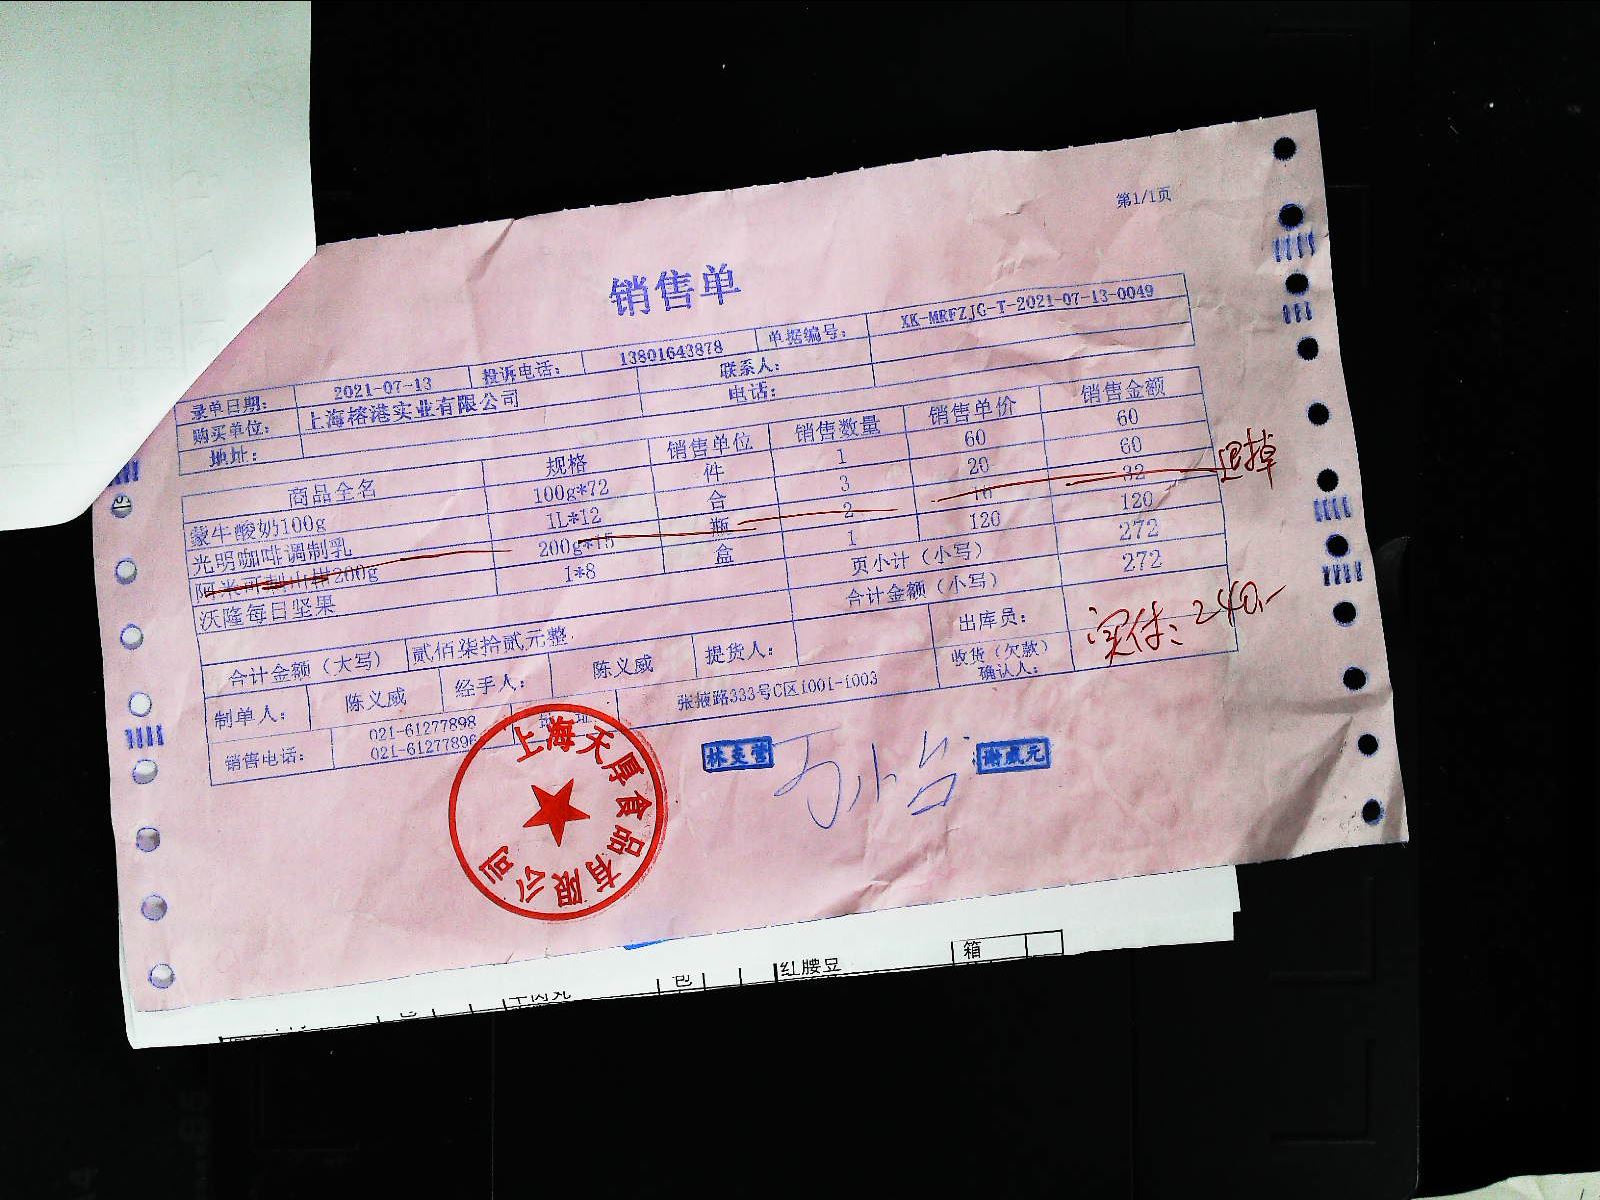 第1/1页
销售单
录单日期: 2021-07-13 投诉电话: 13801643878 单据编号: XK-MRFZJG-T-2021-07-13-0049
购买单位: 上海榕港实业有限公司 联系人:
地址: 电话:
商品全名 规格 销售单位 销售数量 销售单价 销售金额
蒙牛酸奶100g 100g*72 件 1 60 60
光明咖啡调制乳 1L*12 合 3 20 60
200g 200g*15 瓶 2 16 32 退掉
沃隆每日坚果 1*8 盒 1 120 120
页小计（小写） 272
合计金额（大写） 贰佰柒拾贰元整 合计金额（小写） 272
制单人: 陈义威 经手人: 陈义威 提货人: 出库员:
实付: 240.-
销售电话: 021-61277898 021-61277896 地址 张掖路333号C区1001-1003 收货（欠款）确认人:
上海天厚食品有限公司
红腰豆 箱
包